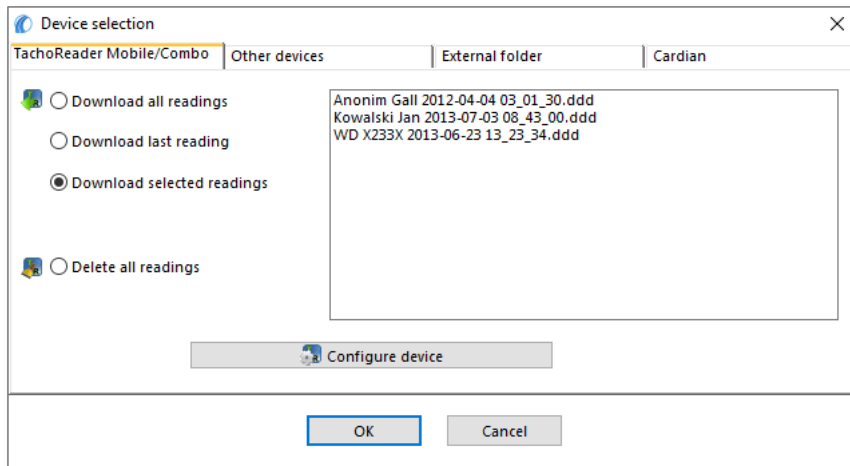 Device selection
TachoReader Mobile/Combo
Other devices
External folder
Cardian
Download all readings
Download last reading
Download selected readings
Delete all readings
Anonim Gall 2012-04-04 03_01_30.ddd
Kowalski Jan 2013-07-03 08_43_00.ddd
WD X233X 2013-06-23 13_23_34.ddd
Configure device
OK
Cancel